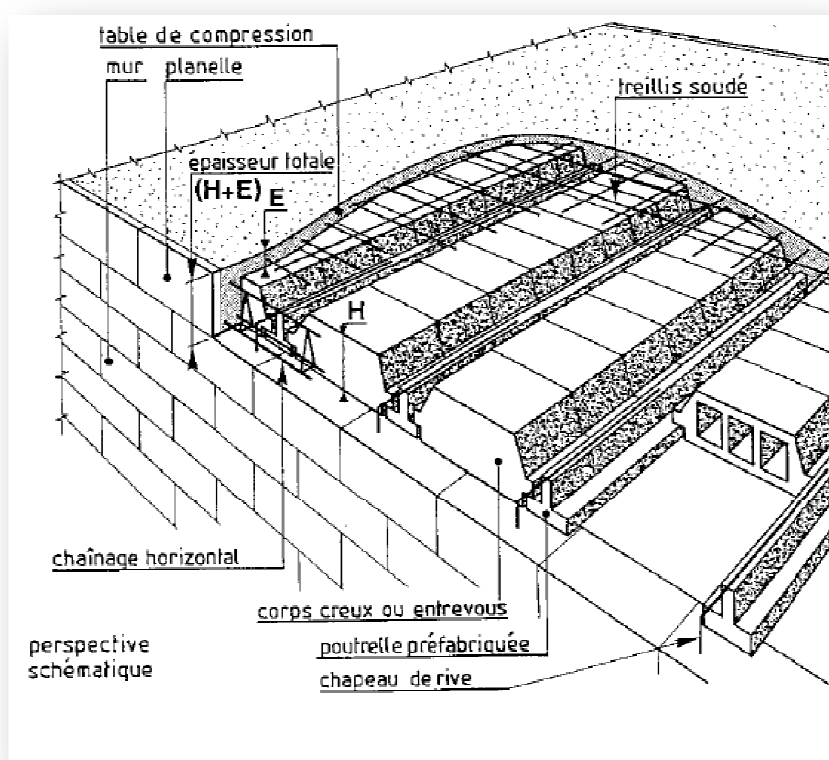 table de compression
mur planelle
treillis soudé
epaisseur totale
(H+E) E
H
chaînage horizontal
corps creux ou entrevous
perspective
schématique
poutrelle préfabriquée
chapeau de rive